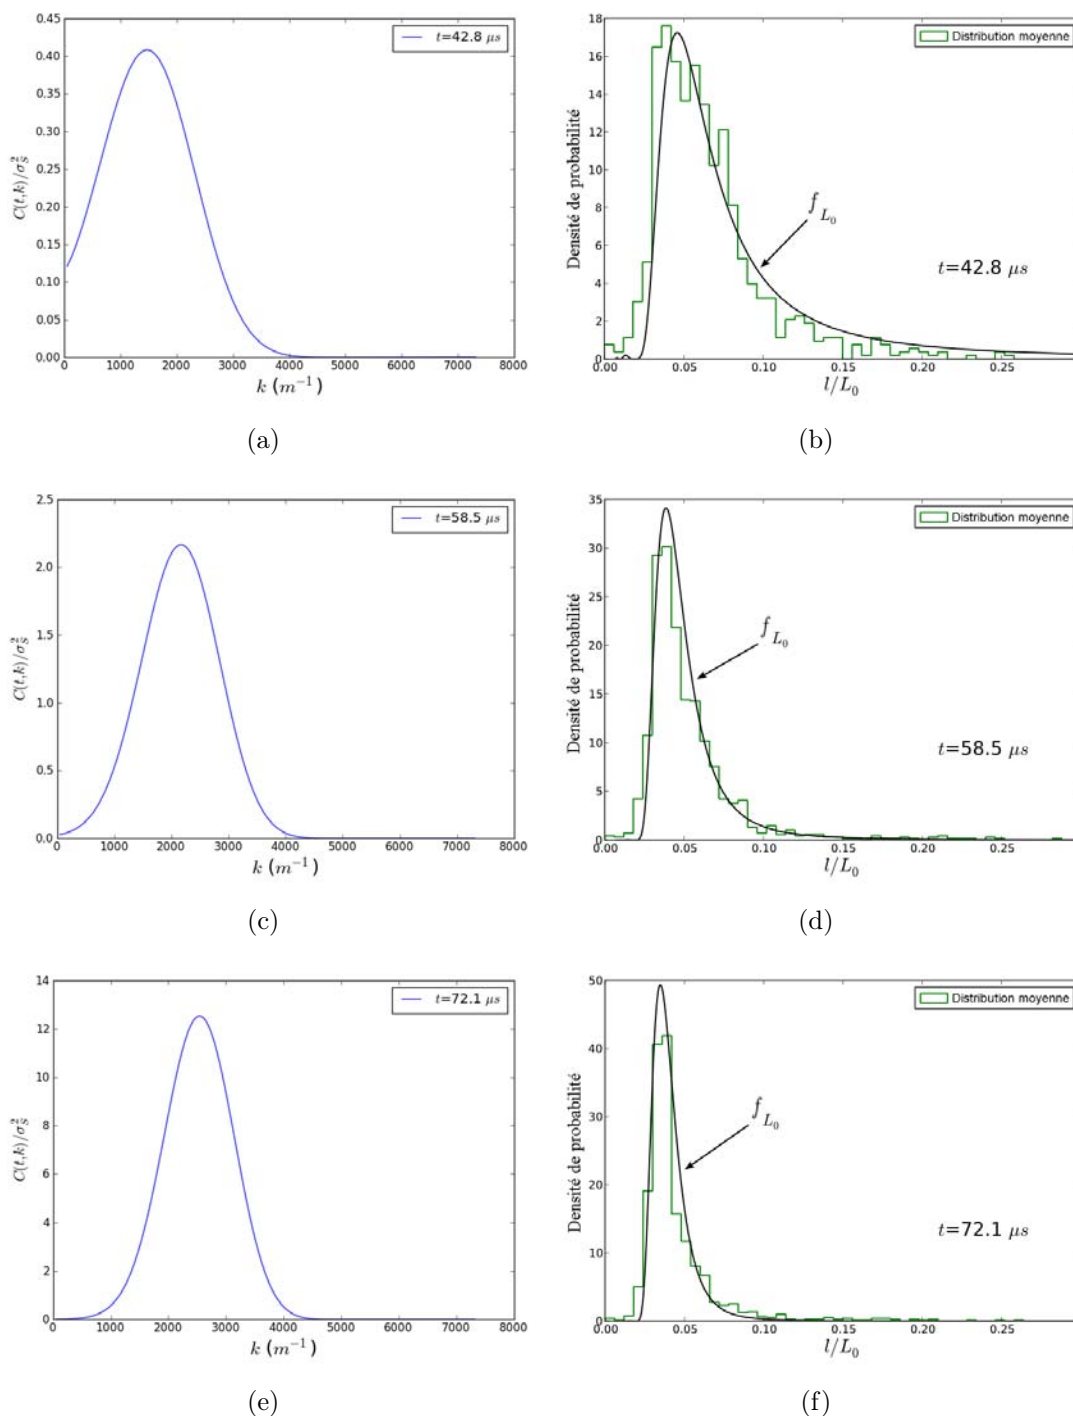 0.45
0.40
0.35
0.30
0.25
0.20
0.15
0.10
0.05
0.00
C(t,k)/σ_S^2
t=42.8 μs
0 1000 2000 3000 4000 5000 6000 7000 8000
k (m^{-1})
(a)
18
16
14
12
10
8
6
4
2
0
Densité de probabilité
Distribution moyenne
f_{L_0}
t=42.8 μs
0.00 0.05 0.10 0.15 0.20 0.25
l/L_0
(b)
2.5
2.0
1.5
1.0
0.5
0.0
C(t,k)/σ_S^2
t=58.5 μs
0 1000 2000 3000 4000 5000 6000 7000 8000
k (m^{-1})
(c)
35
30
25
20
15
10
5
0
Densité de probabilité
Distribution moyenne
f_{L_0}
t=58.5 μs
0.00 0.05 0.10 0.15 0.20 0.25
l/L_0
(d)
14
12
10
8
6
4
2
0
C(t,k)/σ_S^2
t=72.1 μs
0 1000 2000 3000 4000 5000 6000 7000 8000
k (m^{-1})
(e)
50
40
30
20
10
0
Densité de probabilité
Distribution moyenne
f_{L_0}
t=72.1 μs
0.00 0.05 0.10 0.15 0.20 0.25
l/L_0
(f)